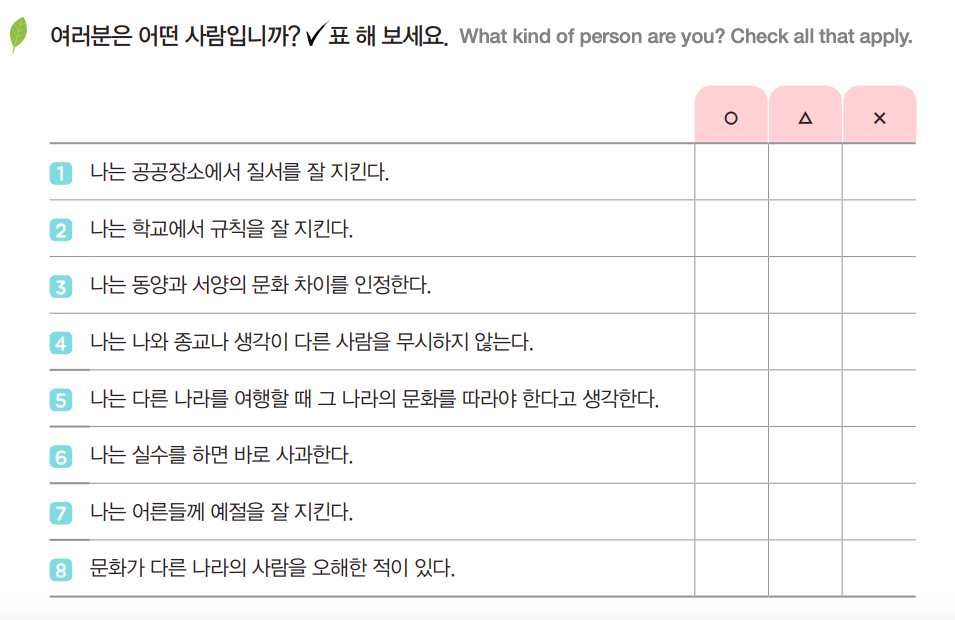 여러분은 어떤 사람입니까? ✓표 해 보세요. What kind of person are you? Check all that apply.
○ △ ×
1 나는 공공장소에서 질서를 잘 지킨다.
2 나는 학교에서 규칙을 잘 지킨다.
3 나는 동양과 서양의 문화 차이를 인정한다.
4 나는 나와 종교나 생각이 다른 사람을 무시하지 않는다.
5 나는 다른 나라를 여행할 때 그 나라의 문화를 따라야 한다고 생각한다.
6 나는 실수를 하면 바로 사과한다.
7 나는 어른들께 예절을 잘 지킨다.
8 문화가 다른 나라의 사람을 오해한 적이 있다.